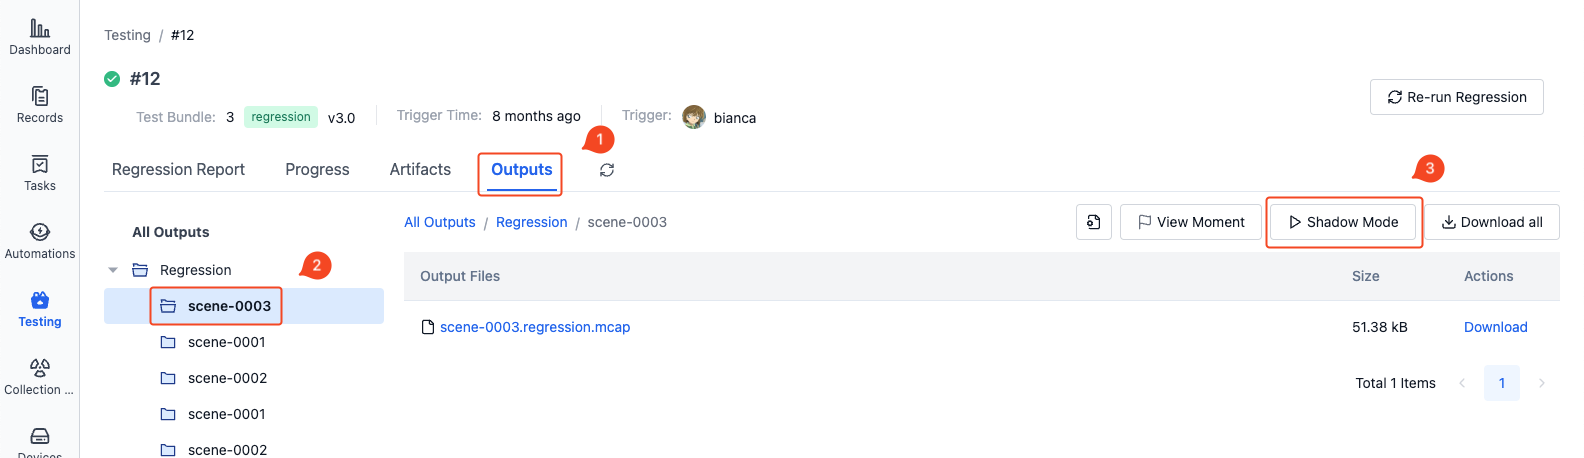 Dashboard
Records
Tasks
Automations
Testing
Collection ...
Devices
Testing / #12
#12
Test Bundle: 3 regression v3.0
Trigger Time: 8 months ago
Trigger: bianca
Re-run Regression
1
Regression Report Progress Artifacts Outputs
3
All Outputs
Regression
2
scene-0003
scene-0001
scene-0002
scene-0001
scene-0002
All Outputs / Regression / scene-0003
View Moment
Shadow Mode
Download all
Output Files Size Actions
scene-0003.regression.mcap 51.38 kB Download
Total 1 Items < 1 >